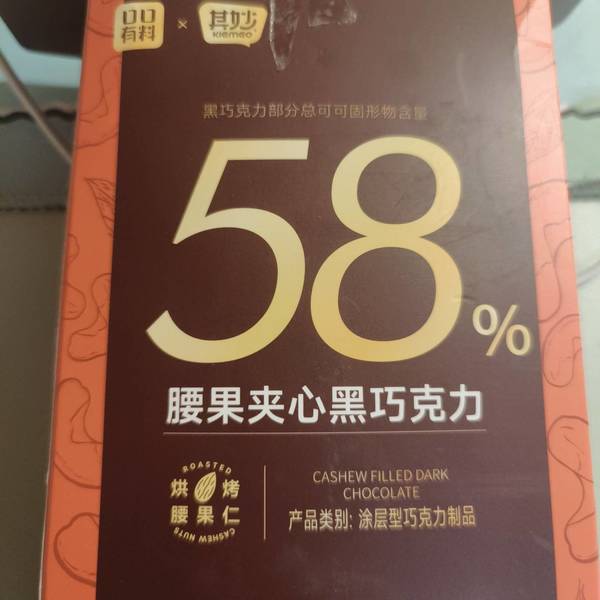 口口
有料
×
其妙
KIEMEO
黑巧克力部分总可可固形物含量
58%
腰果夹心黑巧克力
ROASTED
烘烤
腰果仁
CASHEW NUTS
CASHEW FILLED DARK
CHOCOLATE
产品类别: 涂层型巧克力制品